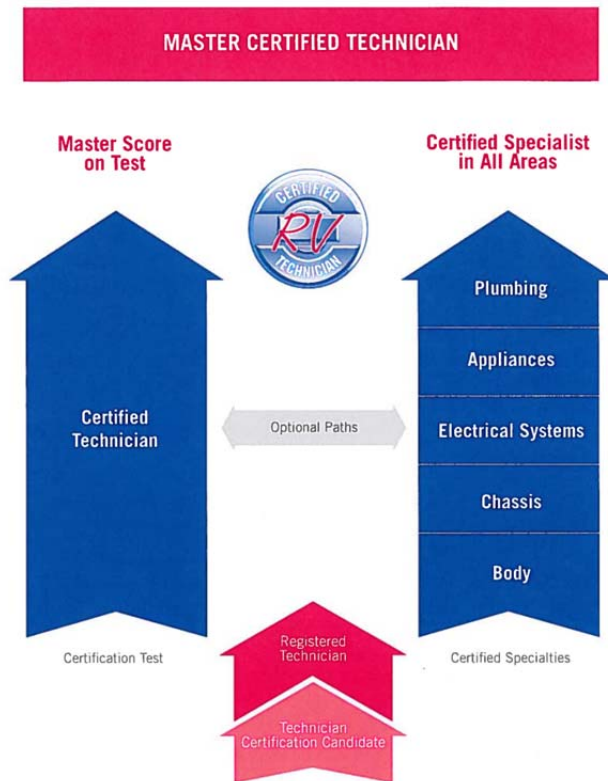 MASTER CERTIFIED TECHNICIAN
Master Score
on Test
Certified Specialist
in All Areas
CERTIFIED
RV
TECHNICIAN
Plumbing
Appliances
Certified
Technician
Optional Paths
Electrical Systems
Chassis
Body
Registered
Technician
Certification Test
Certified Specialties
Technician
Certification Candidate